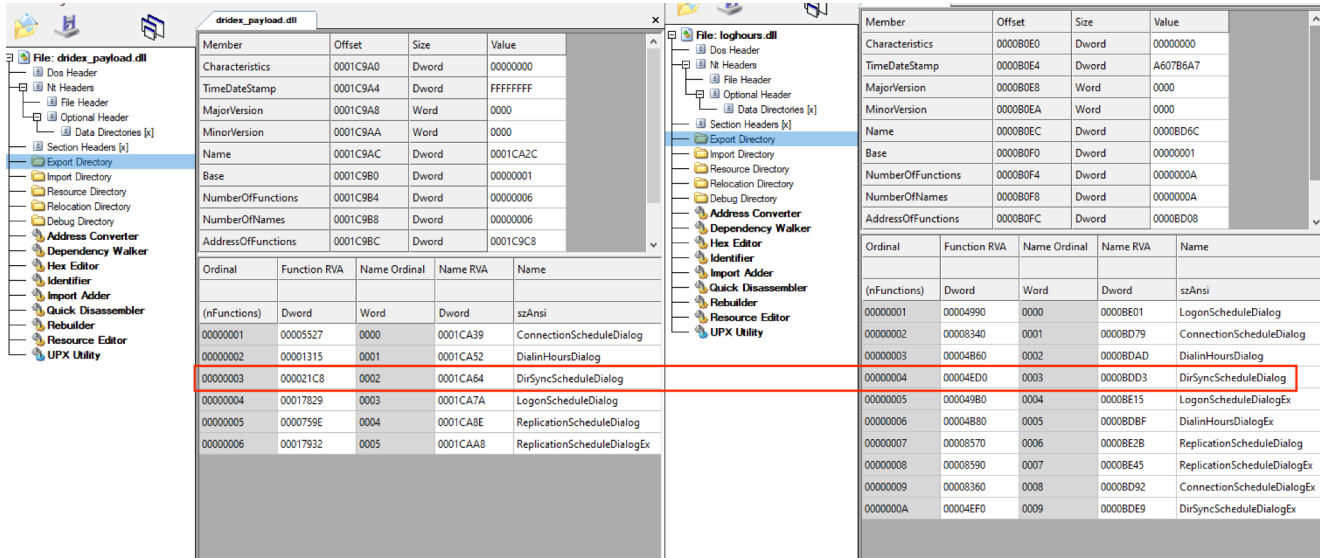 dridex_payload.dll x
File: dridex_payload.dll
Dos Header
Nt Headers
File Header
Optional Header
Data Directories [x]
Section Headers [x]
Export Directory
Import Directory
Resource Directory
Relocation Directory
Debug Directory
Address Converter
Dependency Walker
Hex Editor
Identifier
Import Adder
Quick Disassembler
Rebuilder
Resource Editor
UPX Utility
Member Offset Size Value
Characteristics 0001C9A0 Dword 00000000
TimeDateStamp 0001C9A4 Dword FFFFFFFF
MajorVersion 0001C9A8 Word 0000
MinorVersion 0001C9AA Word 0000
Name 0001C9AC Dword 0001CA2C
Base 0001C9B0 Dword 00000001
NumberOfFunctions 0001C9B4 Dword 00000006
NumberOfNames 0001C9B8 Dword 00000006
AddressOfFunctions 0001C9BC Dword 0001C9C8
Ordinal Function RVA Name Ordinal Name RVA Name
(nFunctions) Dword Word Dword szAnsi
00000001 00005527 0000 0001CA39 ConnectionScheduleDialog
00000002 00001315 0001 0001CA52 DialinHoursDialog
00000003 000021C8 0002 0001CA64 DirSyncScheduleDialog
00000004 00017829 0003 0001CA7A LogonScheduleDialog
00000005 0000759E 0004 0001CA8E ReplicationScheduleDialog
00000006 00017932 0005 0001CAA8 ReplicationScheduleDialogEx
File: loghours.dll
Dos Header
Nt Headers
File Header
Optional Header
Data Directories [x]
Section Headers [x]
Export Directory
Import Directory
Resource Directory
Relocation Directory
Debug Directory
Address Converter
Dependency Walker
Hex Editor
Identifier
Import Adder
Quick Disassembler
Rebuilder
Resource Editor
UPX Utility
Member Offset Size Value
Characteristics 0000B0E0 Dword 00000000
TimeDateStamp 0000B0E4 Dword A607B6A7
MajorVersion 0000B0E8 Word 0000
MinorVersion 0000B0EA Word 0000
Name 0000B0EC Dword 0000BD6C
Base 0000B0F0 Dword 00000001
NumberOfFunctions 0000B0F4 Dword 0000000A
NumberOfNames 0000B0F8 Dword 0000000A
AddressOfFunctions 0000B0FC Dword 0000BD08
Ordinal Function RVA Name Ordinal Name RVA Name
(nFunctions) Dword Word Dword szAnsi
00000001 00004990 0000 0000BE01 LogonScheduleDialog
00000002 00008340 0001 0000BD79 ConnectionScheduleDialog
00000003 00004B60 0002 0000BDAD DialinHoursDialog
00000004 00004ED0 0003 0000BDD3 DirSyncScheduleDialog
00000005 000049B0 0004 0000BE15 LogonScheduleDialogEx
00000006 00004B80 0005 0000BDBF DialinHoursDialogEx
00000007 00008570 0006 0000BE2B ReplicationScheduleDialog
00000008 00008590 0007 0000BE45 ReplicationScheduleDialogEx
00000009 00008360 0008 0000BD92 ConnectionScheduleDialogEx
0000000A 00004EF0 0009 0000BDE9 DirSyncScheduleDialogEx